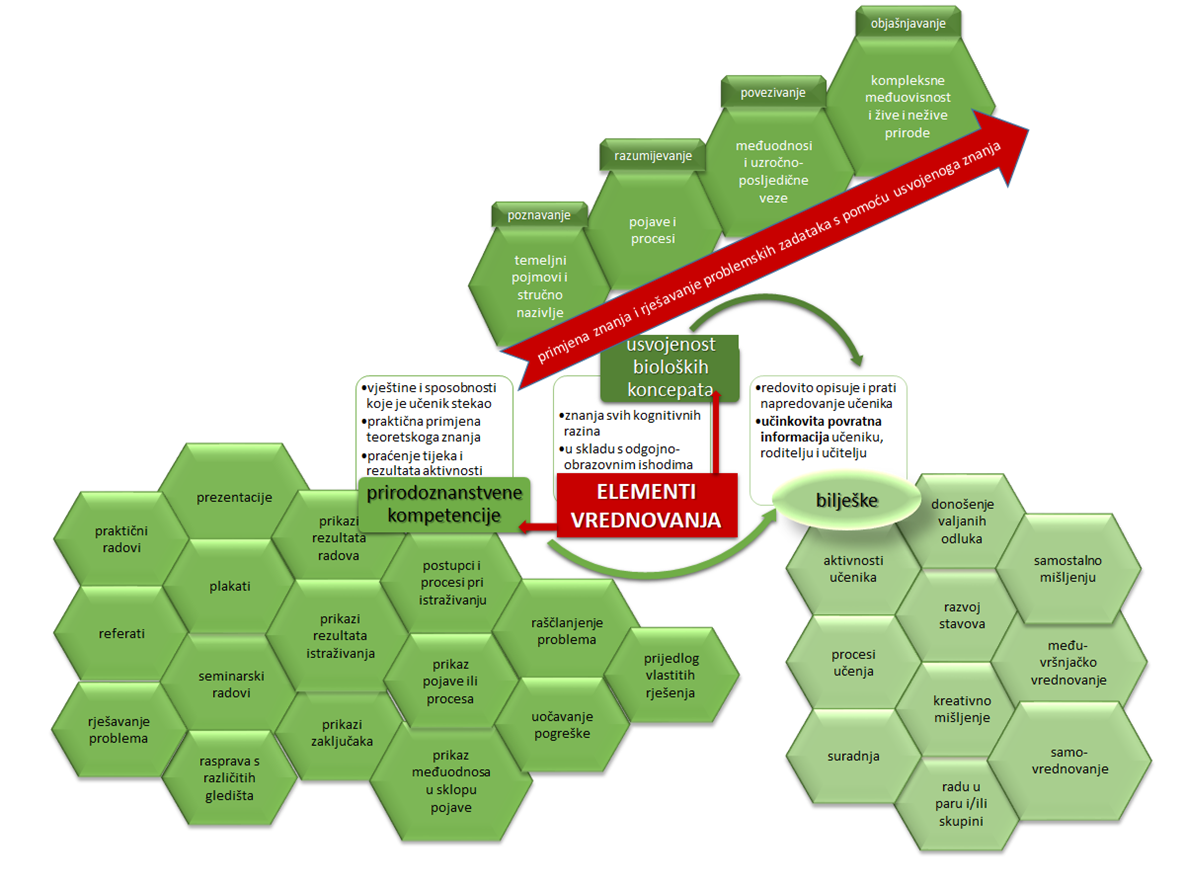 objašnjavanje
kompleksne
međuovisnost
i žive i nežive
prirode
povezivanje
međuodnosi
i uzročno-
posljedične
veze
razumijevanje
pojave i
procesi
poznavanje
temeljni
pojmovi i
stručno
nazivlje
primjena znanja i rješavanje problemskih zadataka s pomoću usvojenoga znanja
usvojenost
bioloških
koncepata
•vještine i sposobnosti
koje je učenik stekao
•praktična primjena
teoretskoga znanja
•praćenje tijeka i
rezultata aktivnosti
prirodoznanstvene
kompetencije
•znanja svih kognitivnih
razina
•u skladu s odgojno-
obrazovnim ishodima
ELEMENTI
VREDNOVANJA
•redovito opisuje i prati
napredovanje učenika
•učinkovita povratna
informacija učeniku,
roditelju i učitelju
bilješke
praktični
radovi
referati
rješavanje
problema
prezentacije
plakati
seminarski
radovi
rasprava s
različitih
gledišta
prikazi
rezultata
radova
prikazi
rezultata
istraživanja
prikazi
zaključaka
postupci i
procesi pri
istraživanju
prikaz
pojave ili
procesa
prikaz
međuodnosa
u sklopu
pojave
raščlanjenje
problema
uočavanje
pogreške
prijedlog
vlastitih
rješenja
aktivnosti
učenika
procesi
učenja
suradnja
donošenje
valjanih
odluka
razvoj
stavova
kreativno
mišljenje
radu u
paru i/ili
skupini
samostalno
mišljenju
među-
vršnjačko
vrednovanje
samo-
vrednovanje